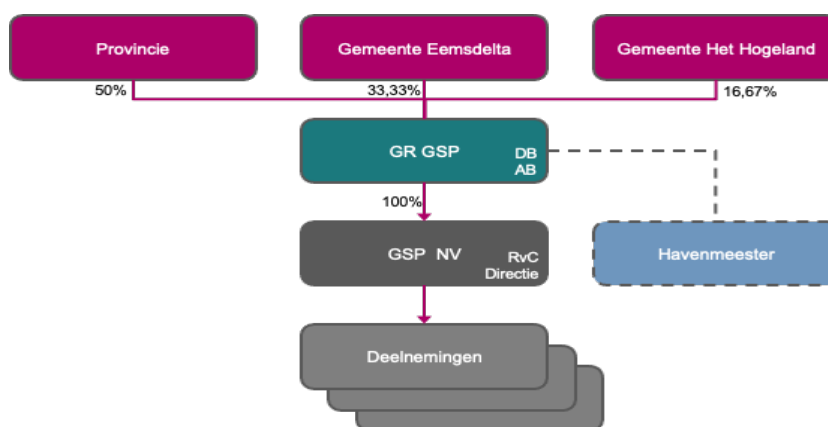 Provincie
Gemeente Eemsdelta
Gemeente Het Hogeland
50%
33,33%
16,67%
GR GSP
DB
AB
100%
GSP NV
RvC
Directie
Havenmeester
Deelnemingen